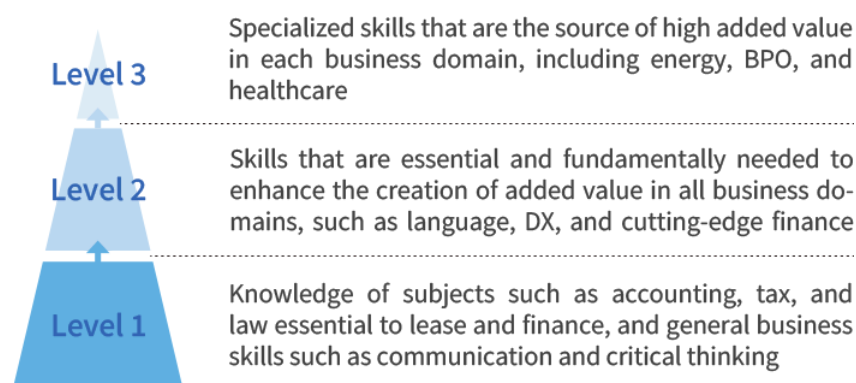 Level 3
Specialized skills that are the source of high added value
in each business domain, including energy, BPO, and
healthcare
Level 2
Skills that are essential and fundamentally needed to
enhance the creation of added value in all business do-
mains, such as language, DX, and cutting-edge finance
Level 1
Knowledge of subjects such as accounting, tax, and
law essential to lease and finance, and general business
skills such as communication and critical thinking